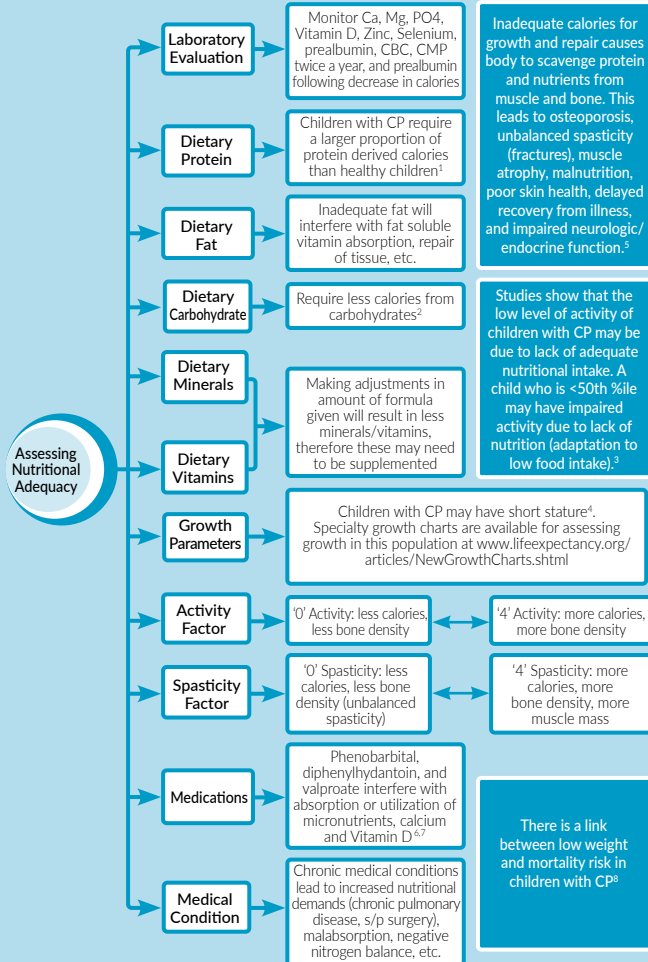 Assessing
Nutritional
Adequacy
Laboratory
Evaluation
Monitor Ca, Mg, PO4,
Vitamin D, Zinc, Selenium,
prealbumin, CBC, CMP
twice a year, and prealbumin
following decrease in calories
Dietary
Protein
Children with CP require
a larger proportion of
protein derived calories
than healthy children¹
Dietary
Fat
Inadequate fat will
interfere with fat soluble
vitamin absorption, repair
of tissue, etc.
Dietary
Carbohydrate
Require less calories from
carbohydrates²
Dietary
Minerals
Dietary
Vitamins
Making adjustments in
amount of formula
given will result in less
minerals/vitamins,
therefore these may need
to be supplemented
Growth
Parameters
Children with CP may have short stature⁴.
Specialty growth charts are available for assessing
growth in this population at www.lifeexpectancy.org/
articles/NewGrowthCharts.shtml
Activity
Factor
'0' Activity: less calories,
less bone density
'4' Activity: more calories,
more bone density
Spasticity
Factor
'0' Spasticity: less
calories, less bone
density (unbalanced
spasticity)
'4' Spasticity: more
calories, more
bone density, more
muscle mass
Medications
Phenobarbital,
diphenylhydantoin, and
valproate interfere with
absorption or utilization of
micronutrients, calcium
and Vitamin D⁶,⁷
Medical
Condition
Chronic medical conditions
lead to increased nutritional
demands (chronic pulmonary
disease, s/p surgery),
malabsorption, negative
nitrogen balance, etc.
Inadequate calories for
growth and repair causes
body to scavenge protein
and nutrients from
muscle and bone. This
leads to osteoporosis,
unbalanced spasticity
(fractures), muscle
atrophy, malnutrition,
poor skin health, delayed
recovery from illness,
and impaired neurologic/
endocrine function.⁵
Studies show that the
low level of activity of
children with CP may be
due to lack of adequate
nutritional intake. A
child who is <50th %ile
may have impaired
activity due to lack of
nutrition (adaptation to
low food intake).³
There is a link
between low weight
and mortality risk in
children with CP⁸